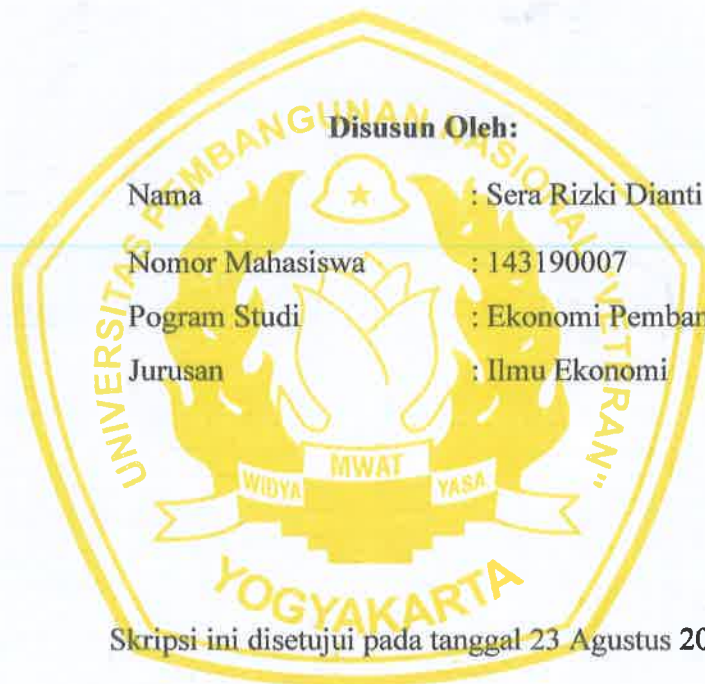 UNIVERSITAS PEMBANGUNAN NASIONAL "VETERAN"
Disusun Oleh:
Nama : Sera Rizki Dianti
Nomor Mahasiswa : 143190007
Pogram Studi : Ekonomi
Jurusan : Ilmu Ekonomi
WIDYA MWAT YASA
YOGYAKARTA
Skripsi ini disetujui pada tanggal 23 Agustus